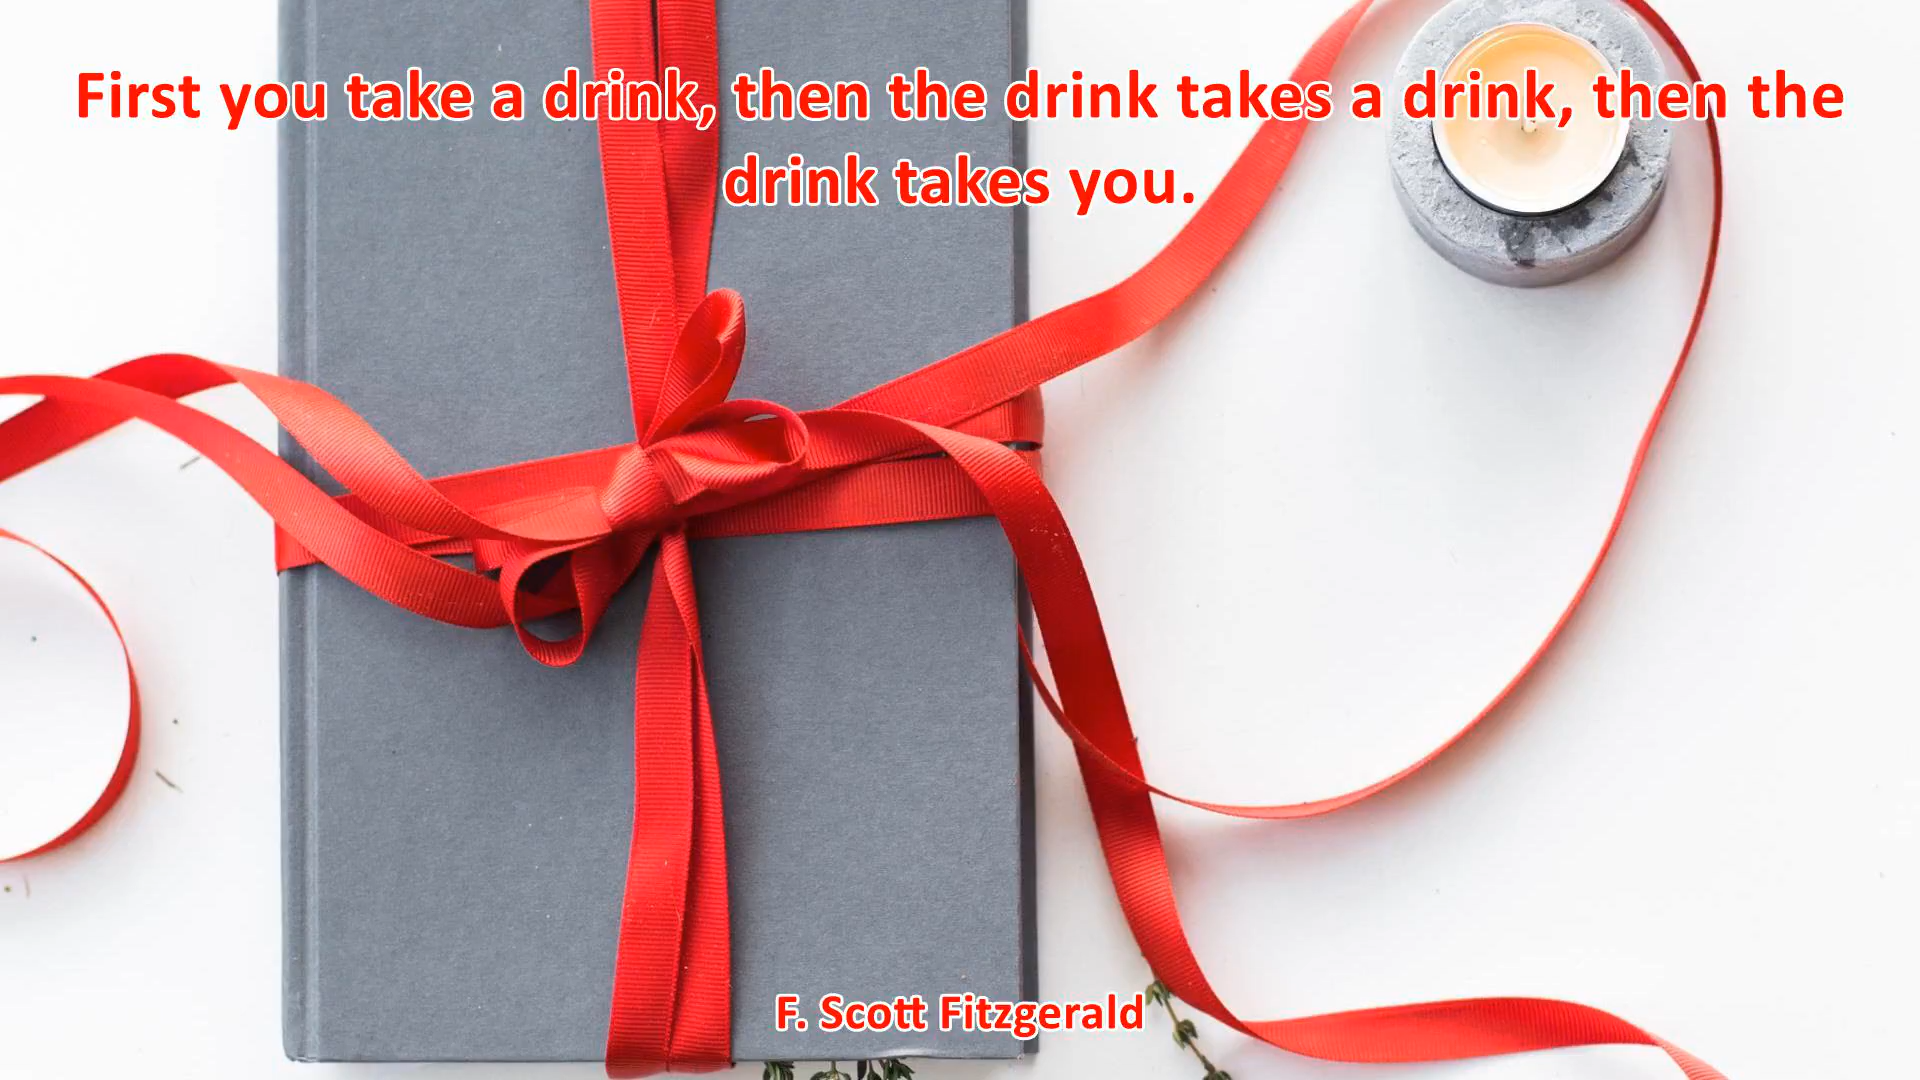 First you take a drink, then the drink takes a drink, then the
drink takes you.
F. Scott Fitzgerald